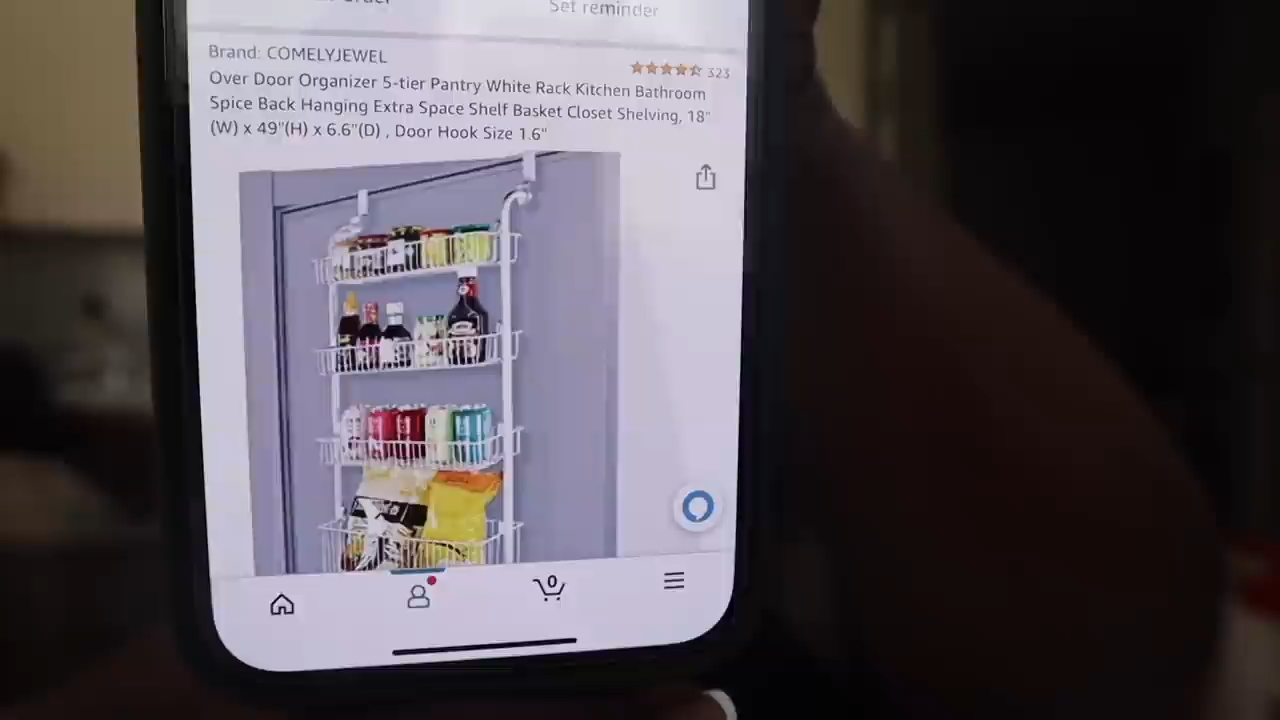 Set reminder
Brand: COMELYJEWEL
323
Over Door Organizer 5-tier Pantry White Rack Kitchen Bathroom
Spice Back Hanging Extra Space Shelf Basket Closet Shelving, 18"
(W) x 49"(H) x 6.6"(D) , Door Hook Size 1.6"
0